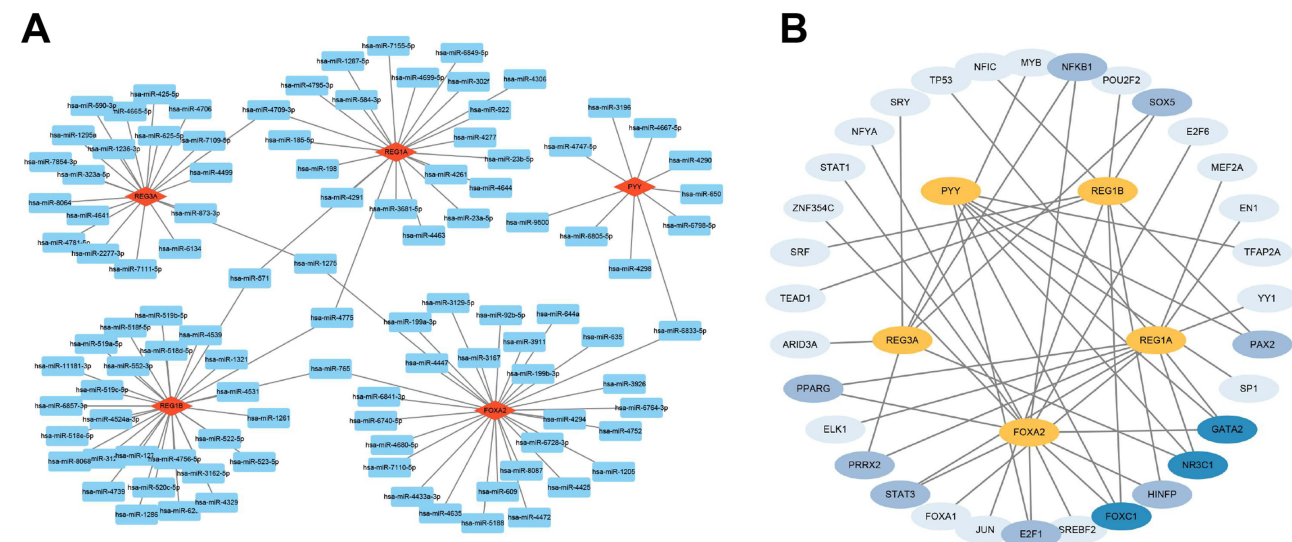 A
B
hsa-miR-7155-5p
hsa-miR-6849-5p
hsa-miR-1287-5p
hsa-miR-4699-5p
hsa-miR-302f
hsa-miR-4306
hsa-miR-4795-3p
hsa-miR-584-3p
hsa-miR-425-5p
hsa-miR-590-3p
hsa-miR-4706
hsa-miR-4709-3p
hsa-miR-922
hsa-miR-3196
hsa-miR-1295a
hsa-miR-625-5p
hsa-miR-7109-5p
hsa-miR-1236-3p
hsa-miR-185-5p
hsa-miR-4277
hsa-miR-4667-5p
hsa-miR-4747-5p
REG1A
hsa-miR-23b-5p
hsa-miR-4290
hsa-miR-7854-3p
hsa-miR-323a-5p
hsa-miR-4499
hsa-miR-198
hsa-miR-4261
hsa-miR-4644
PYY
hsa-miR-650
REG3A
hsa-miR-8064
hsa-miR-4291
hsa-miR-4641
hsa-miR-873-3p
hsa-miR-3681-5p
hsa-miR-23a-5p
hsa-miR-9500
hsa-miR-6798-5p
hsa-miR-4463
hsa-miR-6805-5p
hsa-miR-4781-5p
hsa-miR-2277-3p
hsa-miR-6134
hsa-miR-7111-5p
hsa-miR-1275
hsa-miR-4298
hsa-miR-571
hsa-miR-3129-5p
hsa-miR-519b-5p
hsa-miR-4775
hsa-miR-199a-3p
hsa-miR-92b-5p
hsa-miR-644a
hsa-miR-518f-5p
hsa-miR-4539
hsa-miR-6833-5p
hsa-miR-519a-5p
hsa-miR-518d-5p
hsa-miR-3911
hsa-miR-635
hsa-miR-11181-3p
hsa-miR-552-3p
hsa-miR-1321
hsa-miR-4447
hsa-miR-3167
hsa-miR-765
hsa-miR-199b-3p
hsa-miR-519c-5p
hsa-miR-4531
hsa-miR-6841-3p
hsa-miR-3926
hsa-miR-6857-3p
REG1B
FOXA2
hsa-miR-6764-3p
hsa-miR-4524a-3p
hsa-miR-1261
hsa-miR-6740-5p
hsa-miR-4294
hsa-miR-4752
hsa-miR-518e-5p
hsa-miR-522-5p
hsa-miR-4680-5p
hsa-miR-6728-3p
hsa-miR-8068
hsa-miR-4756-5p
hsa-miR-523-5p
hsa-miR-7110-5p
hsa-miR-1205
hsa-miR-3162-5p
hsa-miR-8087
hsa-miR-4739
hsa-miR-520c-5p
hsa-miR-4329
hsa-miR-4433a-3p
hsa-miR-609
hsa-miR-4425
hsa-miR-1286
hsa-miR-4635
hsa-miR-5188
hsa-miR-4472
MYB
NFKB1
NFIC
POU2F2
TP53
SOX5
SRY
E2F6
NFYA
MEF2A
STAT1
PYY
REG1B
EN1
ZNF354C
SRF
TFAP2A
TEAD1
YY1
ARID3A
REG3A
REG1A
PAX2
PPARG
SP1
ELK1
FOXA2
GATA2
PRRX2
NR3C1
STAT3
HINFP
FOXA1
FOXC1
JUN
E2F1
SREBF2